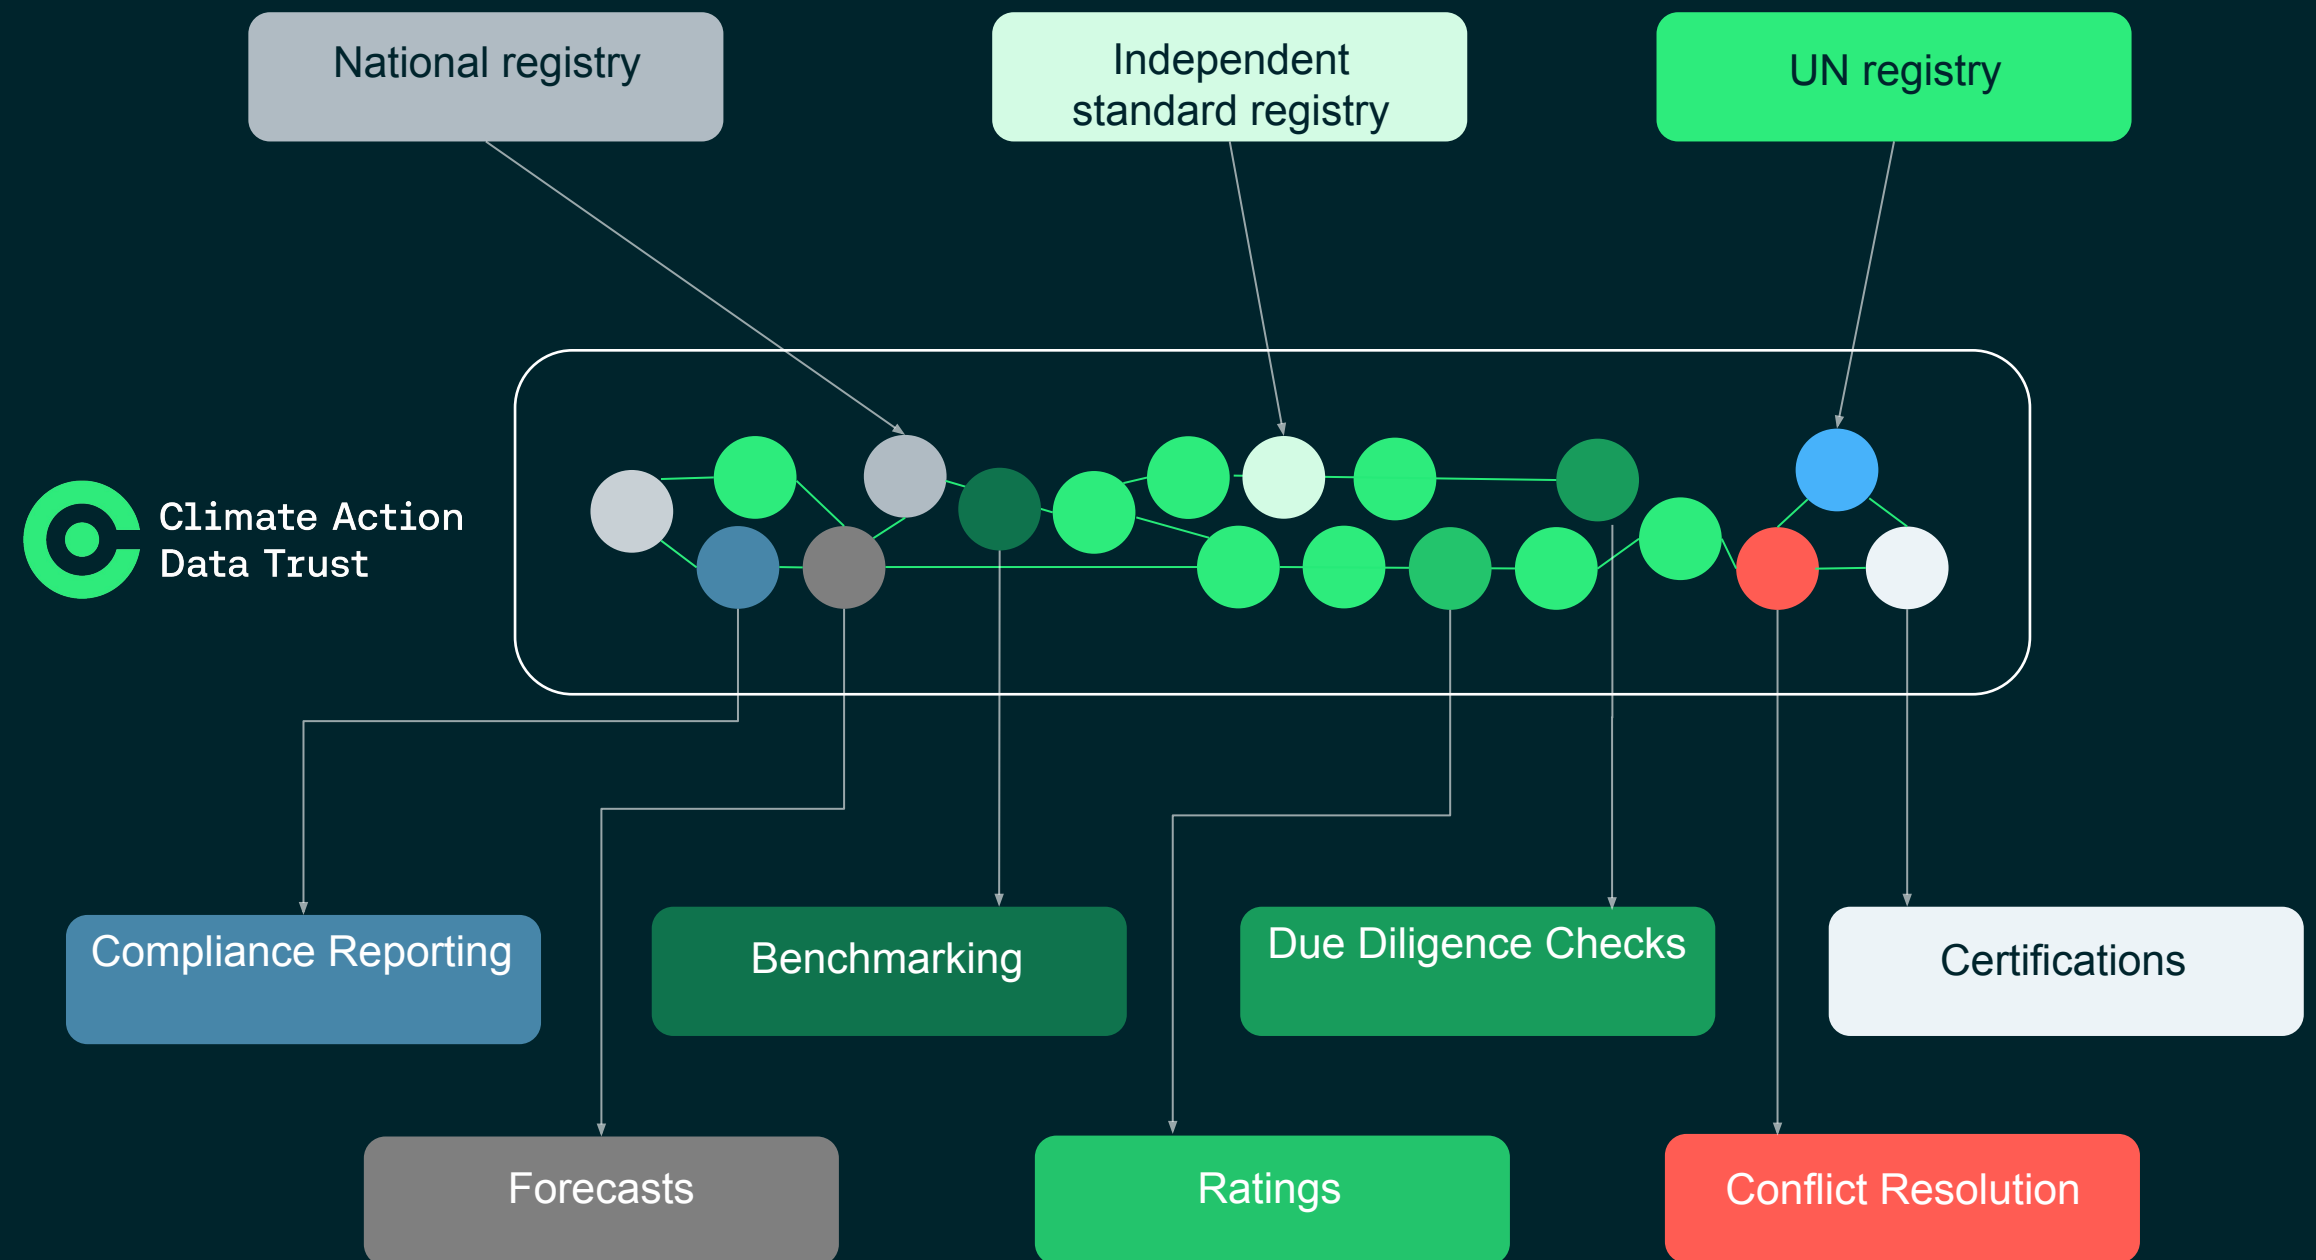 National registry
Independent
standard registry
UN registry
Climate Action
Data Trust
Compliance Reporting
Benchmarking
Due Diligence Checks
Certifications
Forecasts
Ratings
Conflict Resolution